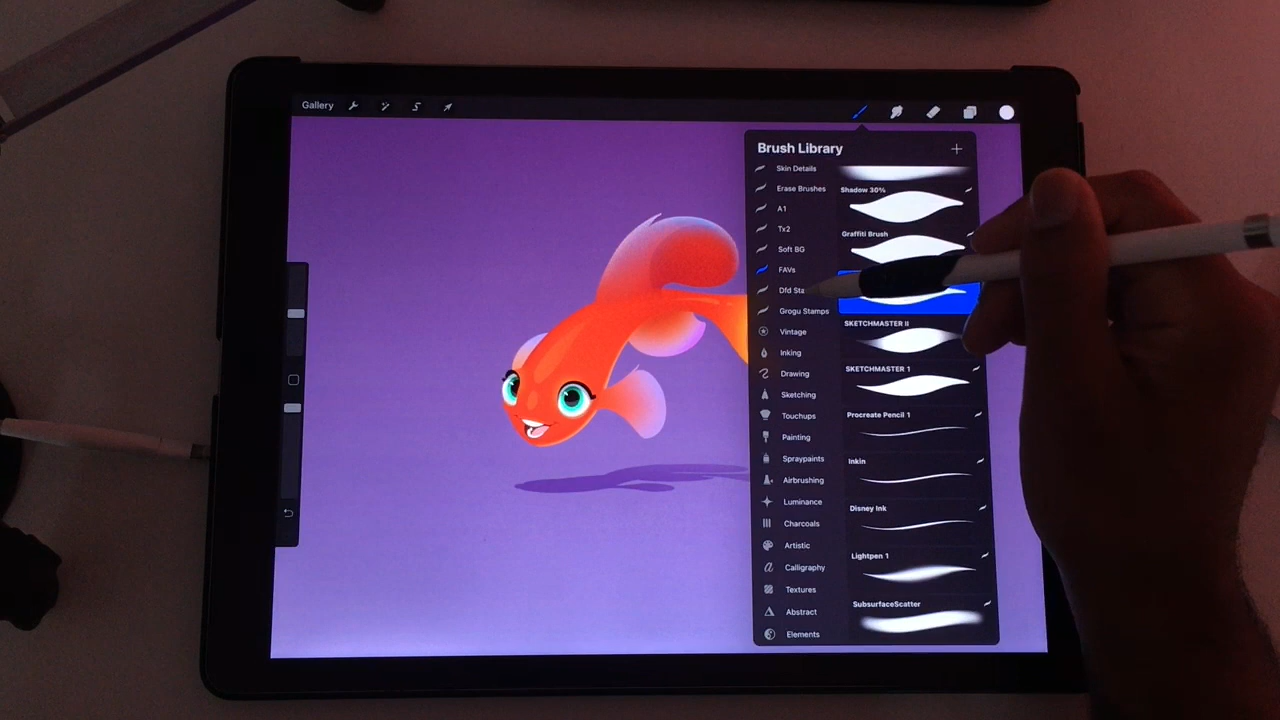 Gallery
Brush Library
Skin Details
Erase Brushes
A1
Tx2
Soft BG
FAVs
Dfd Sta
Grogu Stamps
Vintage
Inking
Drawing
Sketching
Touchups
Painting
Spraypaints
Airbrushing
Luminance
Charcoals
Artistic
Calligraphy
Textures
Abstract
Elements
Shadow 30%
Graffiti Brush
SKETCHMASTER II
SKETCHMASTER 1
Procreate Pencil 1
Inkin
Disney Ink
Lightpen 1
SubsurfaceScatter